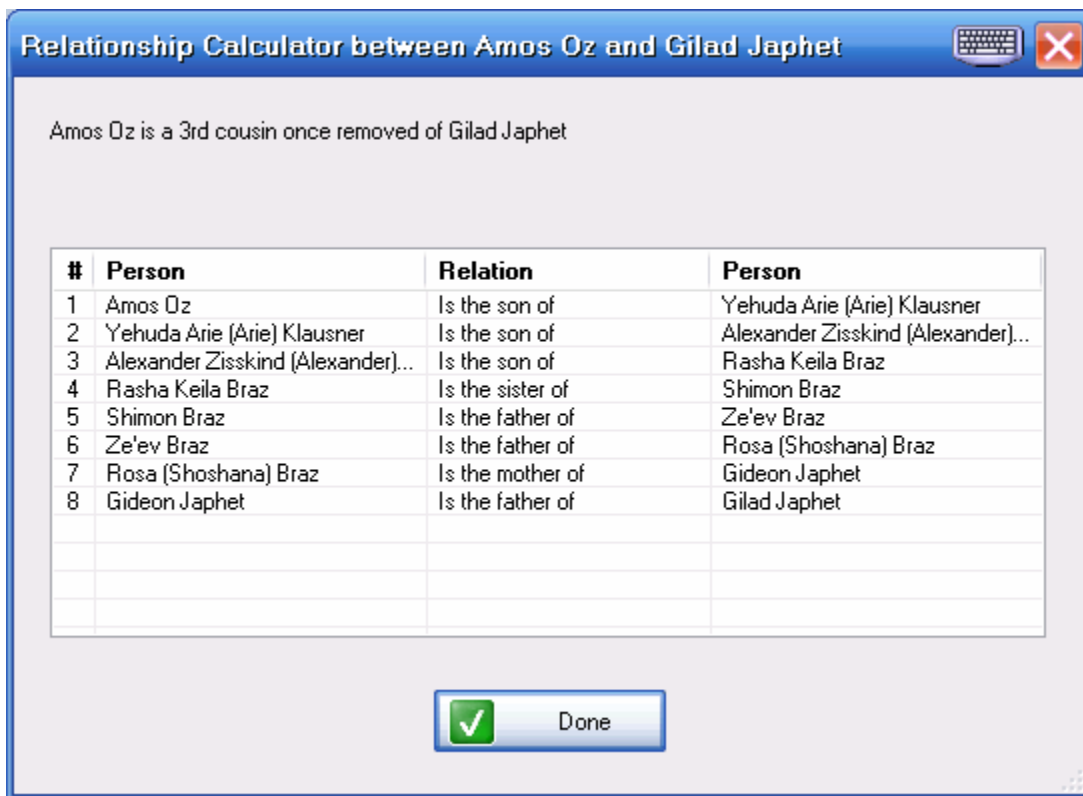 Relationship Calculator between Amos Oz and Gilad Japhet
Amos Oz is a 3rd cousin once removed of Gilad Japhet
# Person Relation Person
1 Amos Oz Is the son of Yehuda Arie (Arie) Klausner
2 Yehuda Arie (Arie) Klausner Is the son of Alexander Zisskind (Alexander)...
3 Alexander Zisskind (Alexander)... Is the son of Rasha Keila Braz
4 Rasha Keila Braz Is the sister of Shimon Braz
5 Shimon Braz Is the father of Ze'ev Braz
6 Ze'ev Braz Is the father of Rosa (Shoshana) Braz
7 Rosa (Shoshana) Braz Is the mother of Gideon Japhet
8 Gideon Japhet Is the father of Gilad Japhet
Done